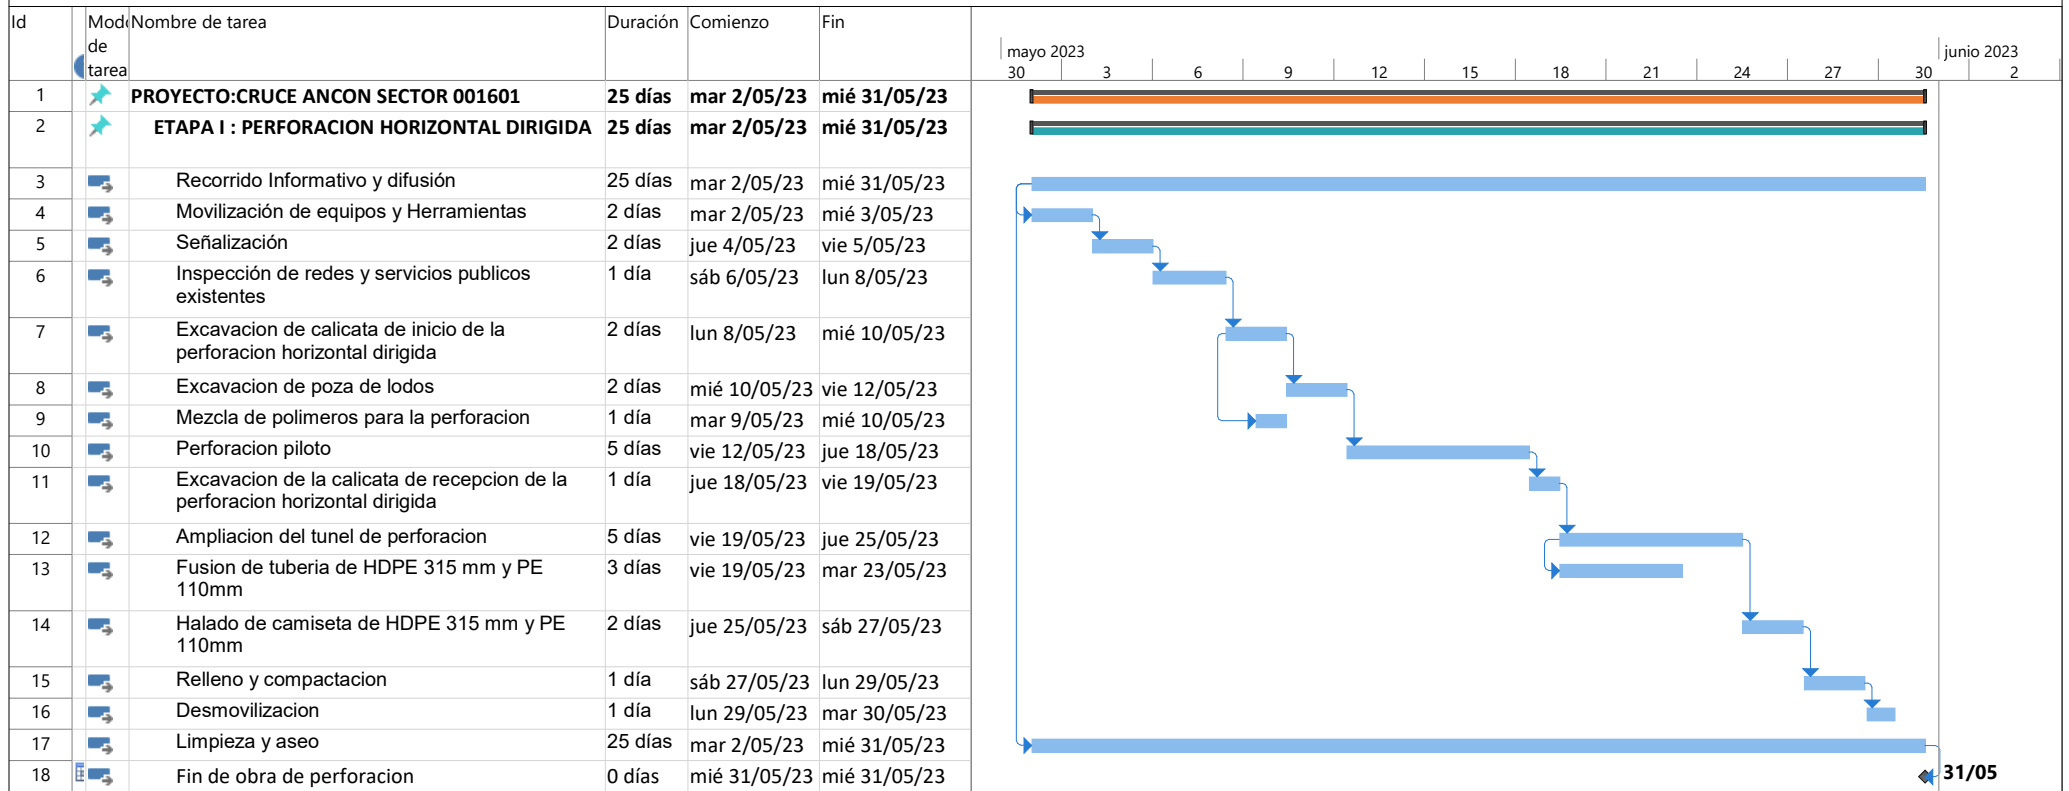 Id Modo de tarea Nombre de tarea Duración Comienzo Fin
mayo 2023 junio 2023
30 3 6 9 12 15 18 21 24 27 30 2
1 PROYECTO:CRUCE ANCON SECTOR 001601 25 días mar 2/05/23 mié 31/05/23
2 ETAPA I : PERFORACION HORIZONTAL DIRIGIDA 25 días mar 2/05/23 mié 31/05/23
3 Recorrido Informativo y difusión 25 días mar 2/05/23 mié 31/05/23
4 Movilización de equipos y Herramientas 2 días mar 2/05/23 mié 3/05/23
5 Señalización 2 días jue 4/05/23 vie 5/05/23
6 Inspección de redes y servicios publicos 1 día sáb 6/05/23 lun 8/05/23
existentes
7 Excavacion de calicata de inicio de la 2 días lun 8/05/23 mié 10/05/23
perforacion horizontal dirigida
8 Excavacion de poza de lodos 2 días mié 10/05/23 vie 12/05/23
9 Mezcla de polimeros para la perforacion 1 día mar 9/05/23 mié 10/05/23
10 Perforacion piloto 5 días vie 12/05/23 jue 18/05/23
11 Excavacion de la calicata de recepcion de la 1 día jue 18/05/23 vie 19/05/23
perforacion horizontal dirigida
12 Ampliacion del tunel de perforacion 5 días vie 19/05/23 jue 25/05/23
13 Fusion de tuberia de HDPE 315 mm y PE 3 días vie 19/05/23 mar 23/05/23
110mm
14 Halado de camiseta de HDPE 315 mm y PE 2 días jue 25/05/23 sáb 27/05/23
110mm
15 Relleno y compactacion 1 día sáb 27/05/23 lun 29/05/23
16 Desmovilizacion 1 día lun 29/05/23 mar 30/05/23
17 Limpieza y aseo 25 días mar 2/05/23 mié 31/05/23
18 Fin de obra de perforacion 0 días mié 31/05/23 mié 31/05/23 31/05